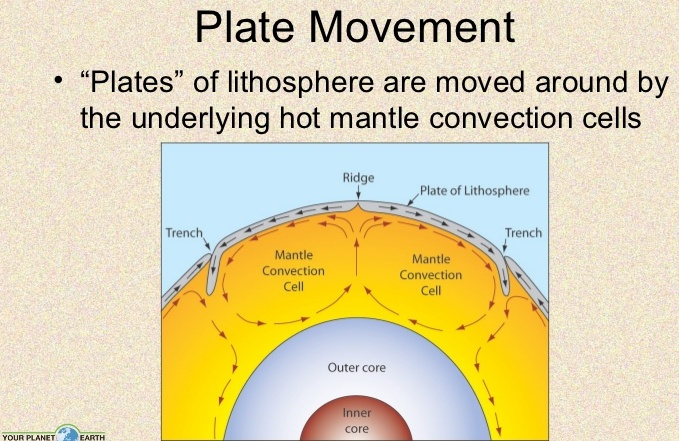 Plate Movement
• “Plates” of lithosphere are moved around by
the underlying hot mantle convection cells
Ridge
Plate of Lithosphere
Trench
Trench
Mantle
Convection
Cell
Mantle
Convection
Cell
Outer core
Inner
core
YOUR PLANET EARTH